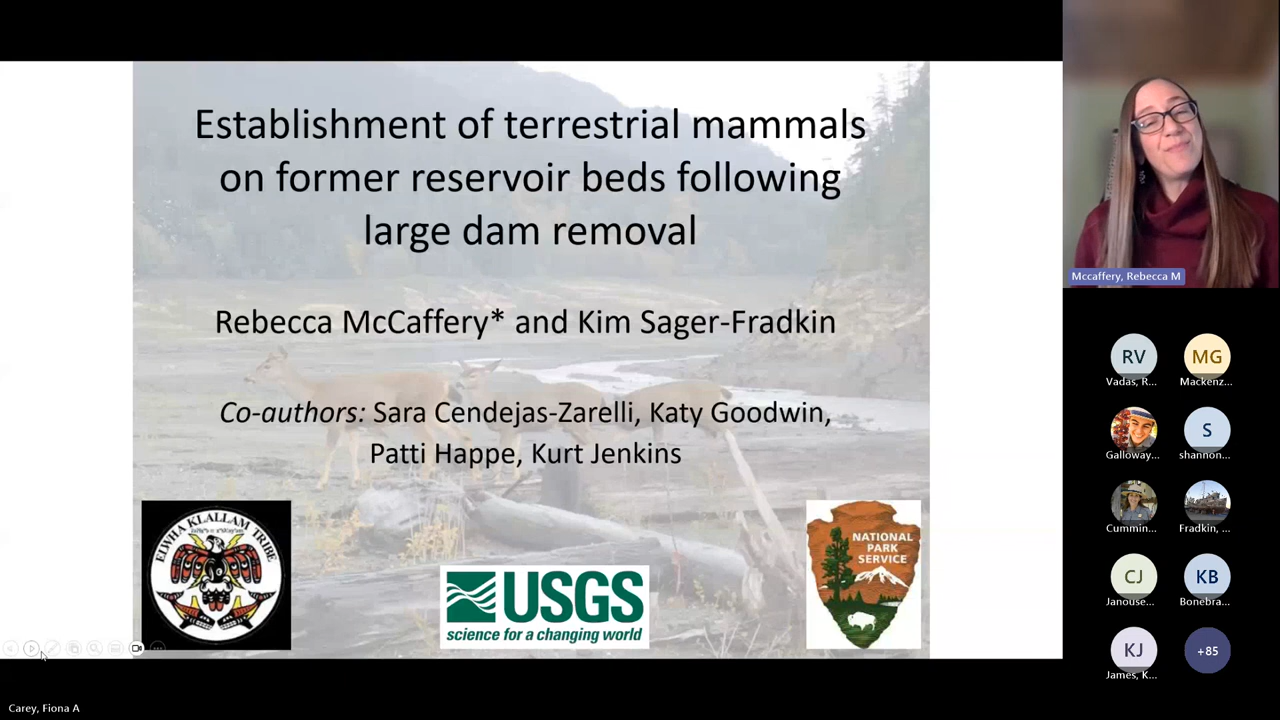 Establishment of terrestrial mammals
on former reservoir beds following
large dam removal
Rebecca McCaffery* and Kim Sager-Fradkin
Co-authors: Sara Cendejas-Zarelli, Katy Goodwin,
Patti Happe, Kurt Jenkins
ELWHA KLALLAM TRIBE
USGS
science for a changing world
NATIONAL
PARK
SERVICE
Mccaffery, Rebecca M
RV
MG
Vadas, R...
Mackenz...
S
Galloway...
shannon...
Cummin...
Fradkin, ...
CJ
KB
Janouse...
Bonebra...
KJ
+85
James, K...
Carey, Fiona A